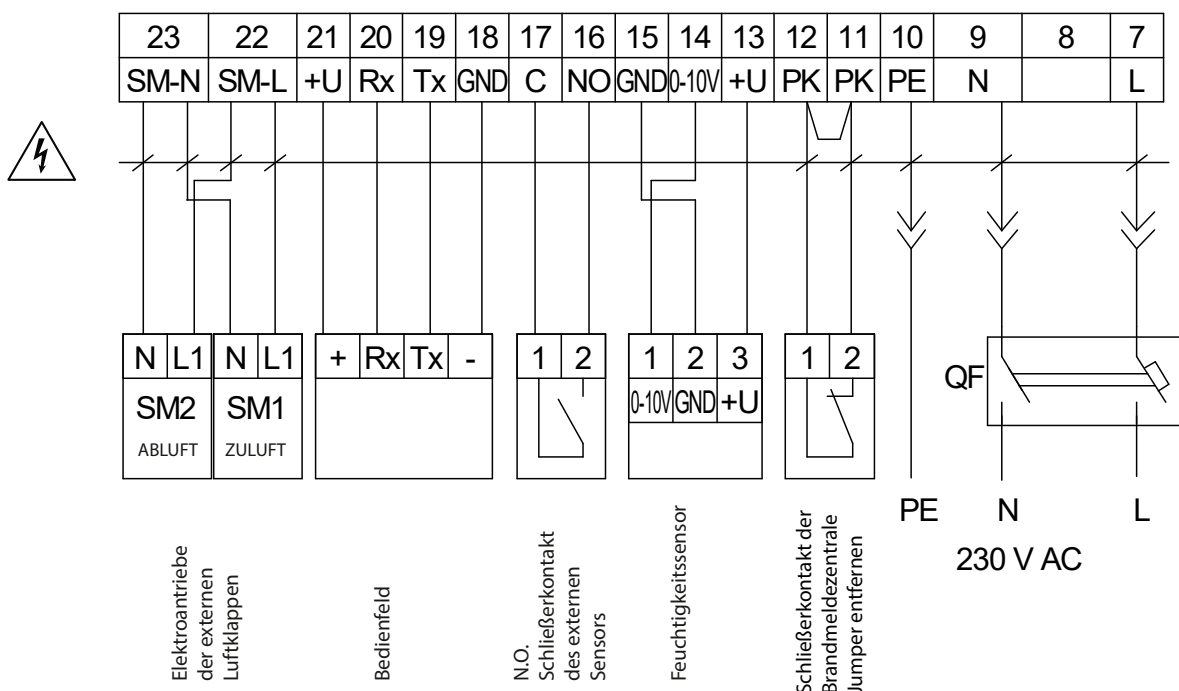 23 22 21 20 19 18 17 16 15 14 13 12 11 10 9 8 7
SM-N SM-L +U Rx Tx GND C NO GND 0-10V +U PK PK PE N L
N L1 N L1 + Rx Tx - 1 2 1 2 3 1 2
SM2 SM1 0-10V GND +U QF
ABLUFT ZULUFT
PE N L
230 V AC
Elektroantriebe
der externen
Luftklappen
Bedienfeld
N.O.
Schließerkontakt
des externen
Sensors
Feuchtigkeitssensor
Schließerkontakt der
Brandmeldezentrale
Jumper entfernen